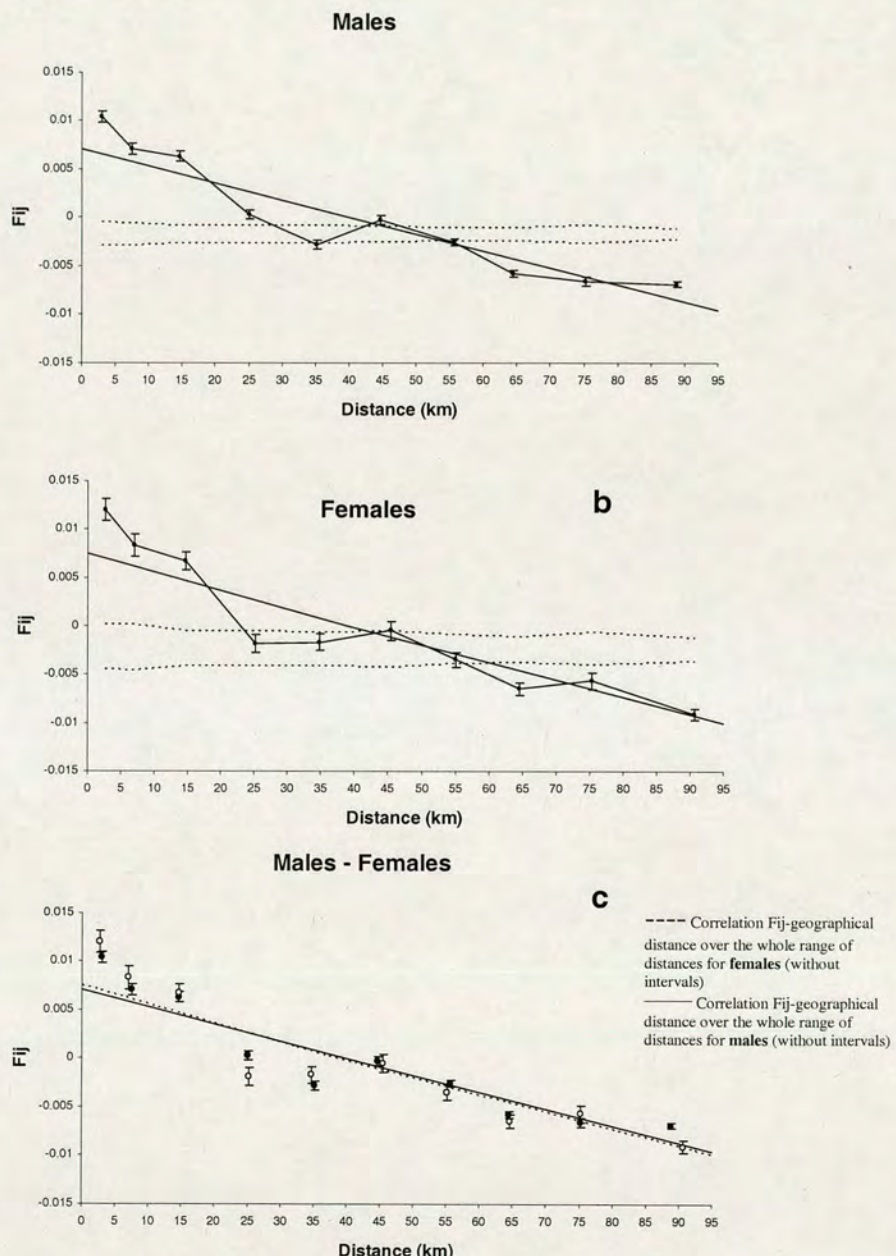 Males
0.015
0.01
0.005
0
-0.005
-0.01
-0.015
Fij
0 5 10 15 20 25 30 35 40 45 50 55 60 65 70 75 80 85 90 95
Distance (km)
Females
b
0.015
0.01
0.005
0
-0.005
-0.01
-0.015
Fij
0 5 10 15 20 25 30 35 40 45 50 55 60 65 70 75 80 85 90 95
Distance (km)
Males - Females
c
0.015
0.01
0.005
0
-0.005
-0.01
-0.015
Fij
0 5 10 15 20 25 30 35 40 45 50 55 60 65 70 75 80 85 90 95
Distance (km)
Correlation Fij-geographical
distance over the whole range of
distances for females (without
intervals)
Correlation Fij-geographical
distance over the whole range of
distances for males (without intervals)